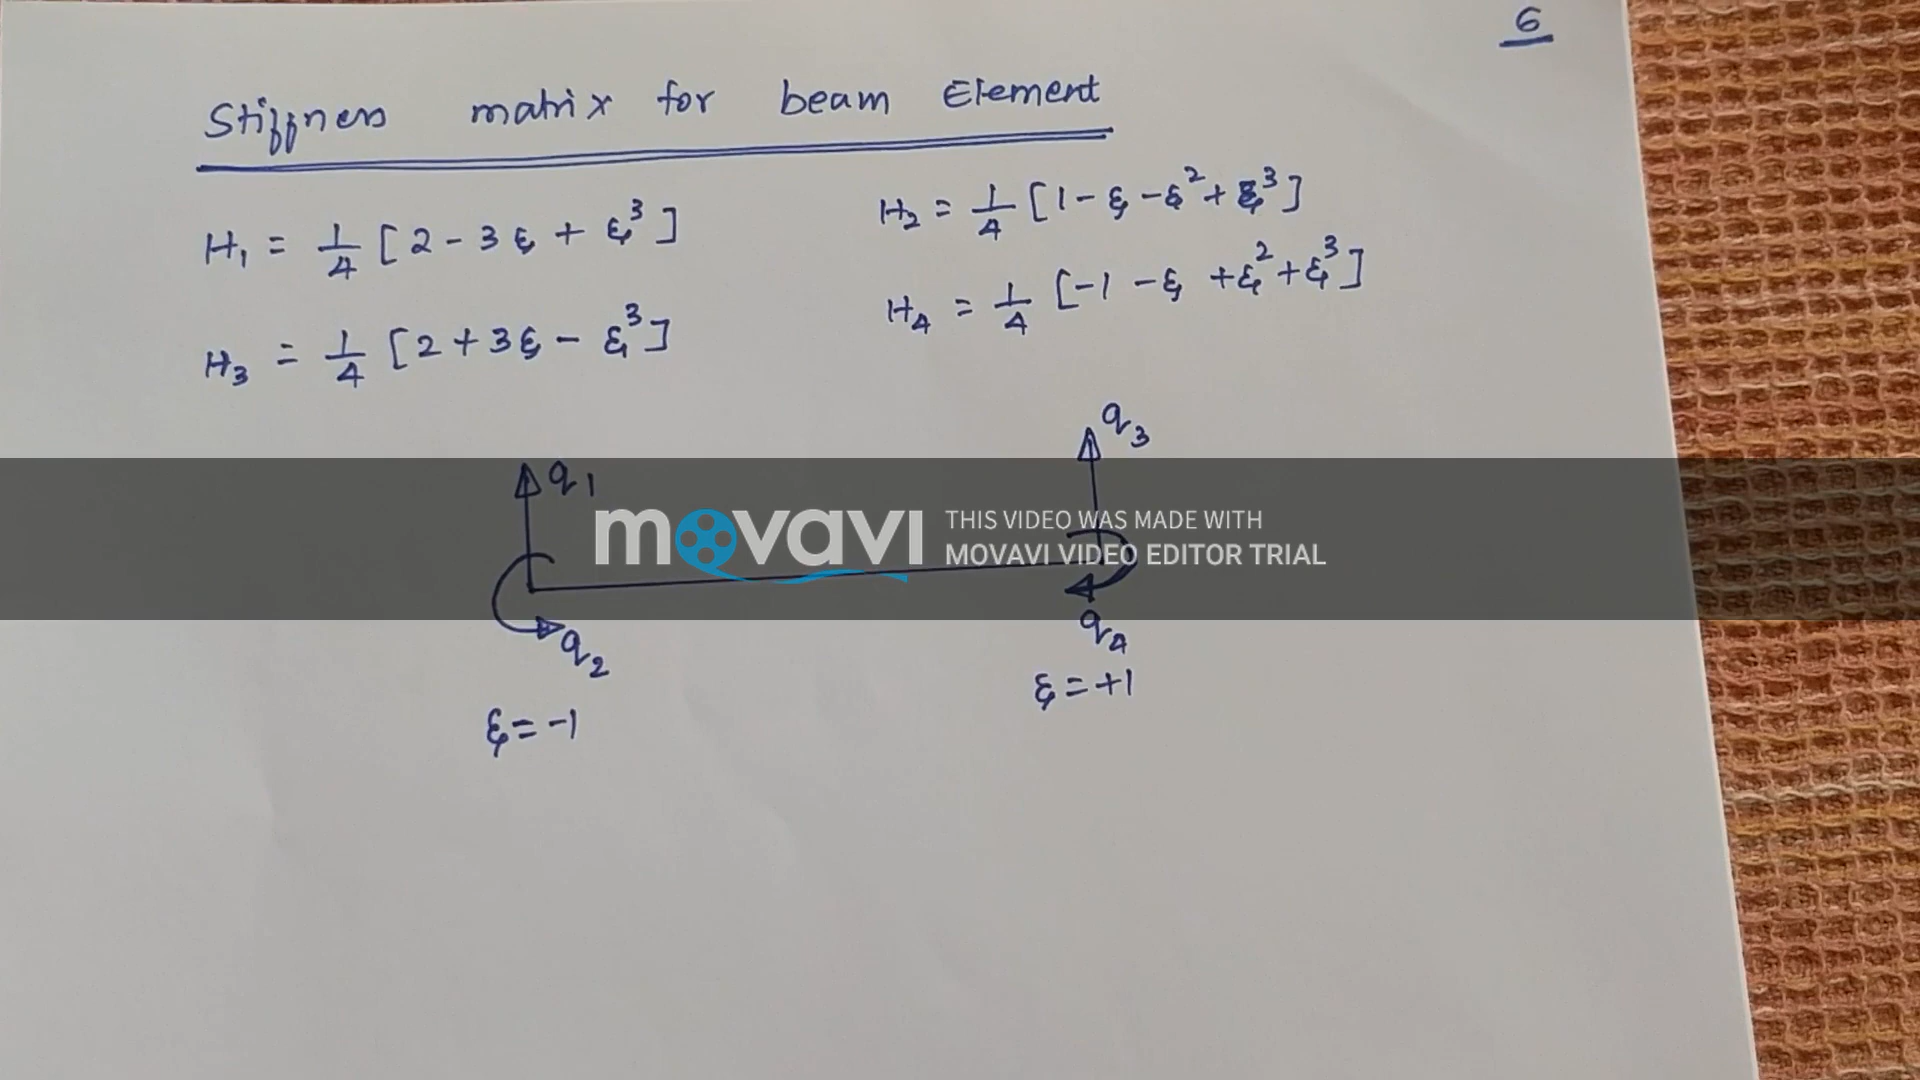 6
Stiffness matrix for beam Element
H₁ = 1/4 [2 - 3ξ + ξ³]
H₂ = 1/4 [1 - ξ - ξ² + ξ³]
H₃ = 1/4 [2 + 3ξ - ξ³]
H₄ = 1/4 [-1 - ξ + ξ² + ξ³]
q₃
q₁
movavi
THIS VIDEO WAS MADE WITH
MOVAVI VIDEO EDITOR TRIAL
q₄
q₂
ξ = +1
ξ = -1